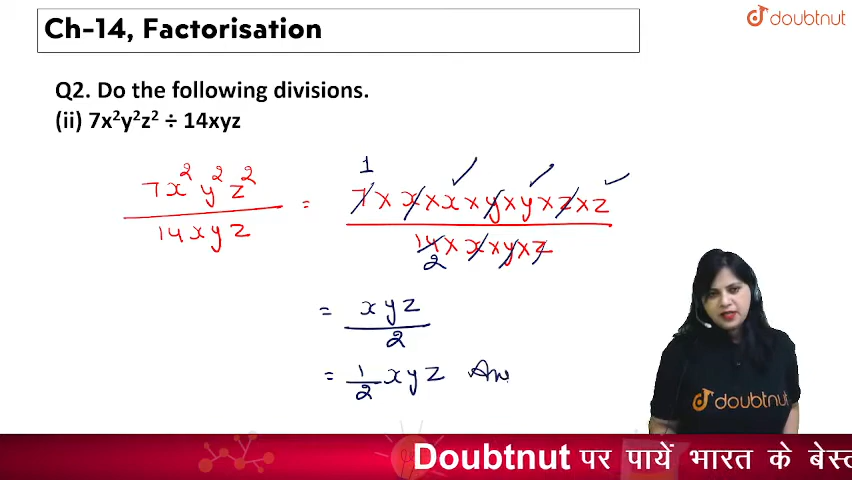 Ch-14, Factorisation
doubtnut
Q2. Do the following divisions.
(ii) 7x²y²z² ÷ 14xyz
7x²y²z² / 14xyz = 7 × x × x × y × y × z × z / 14 × x × y × z
1
2
= xyz / 2
= 1/2 xyz Ans
doubtnut
Doubtnut पर पायें भारत के बेस्ट